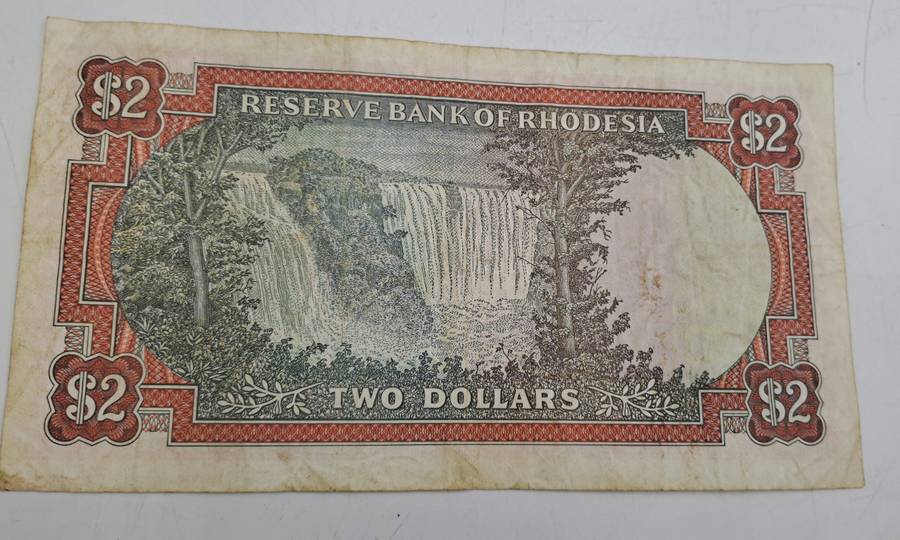 $2 $2
RESERVE BANK OF RHODESIA
TWO DOLLARS
$2 $2